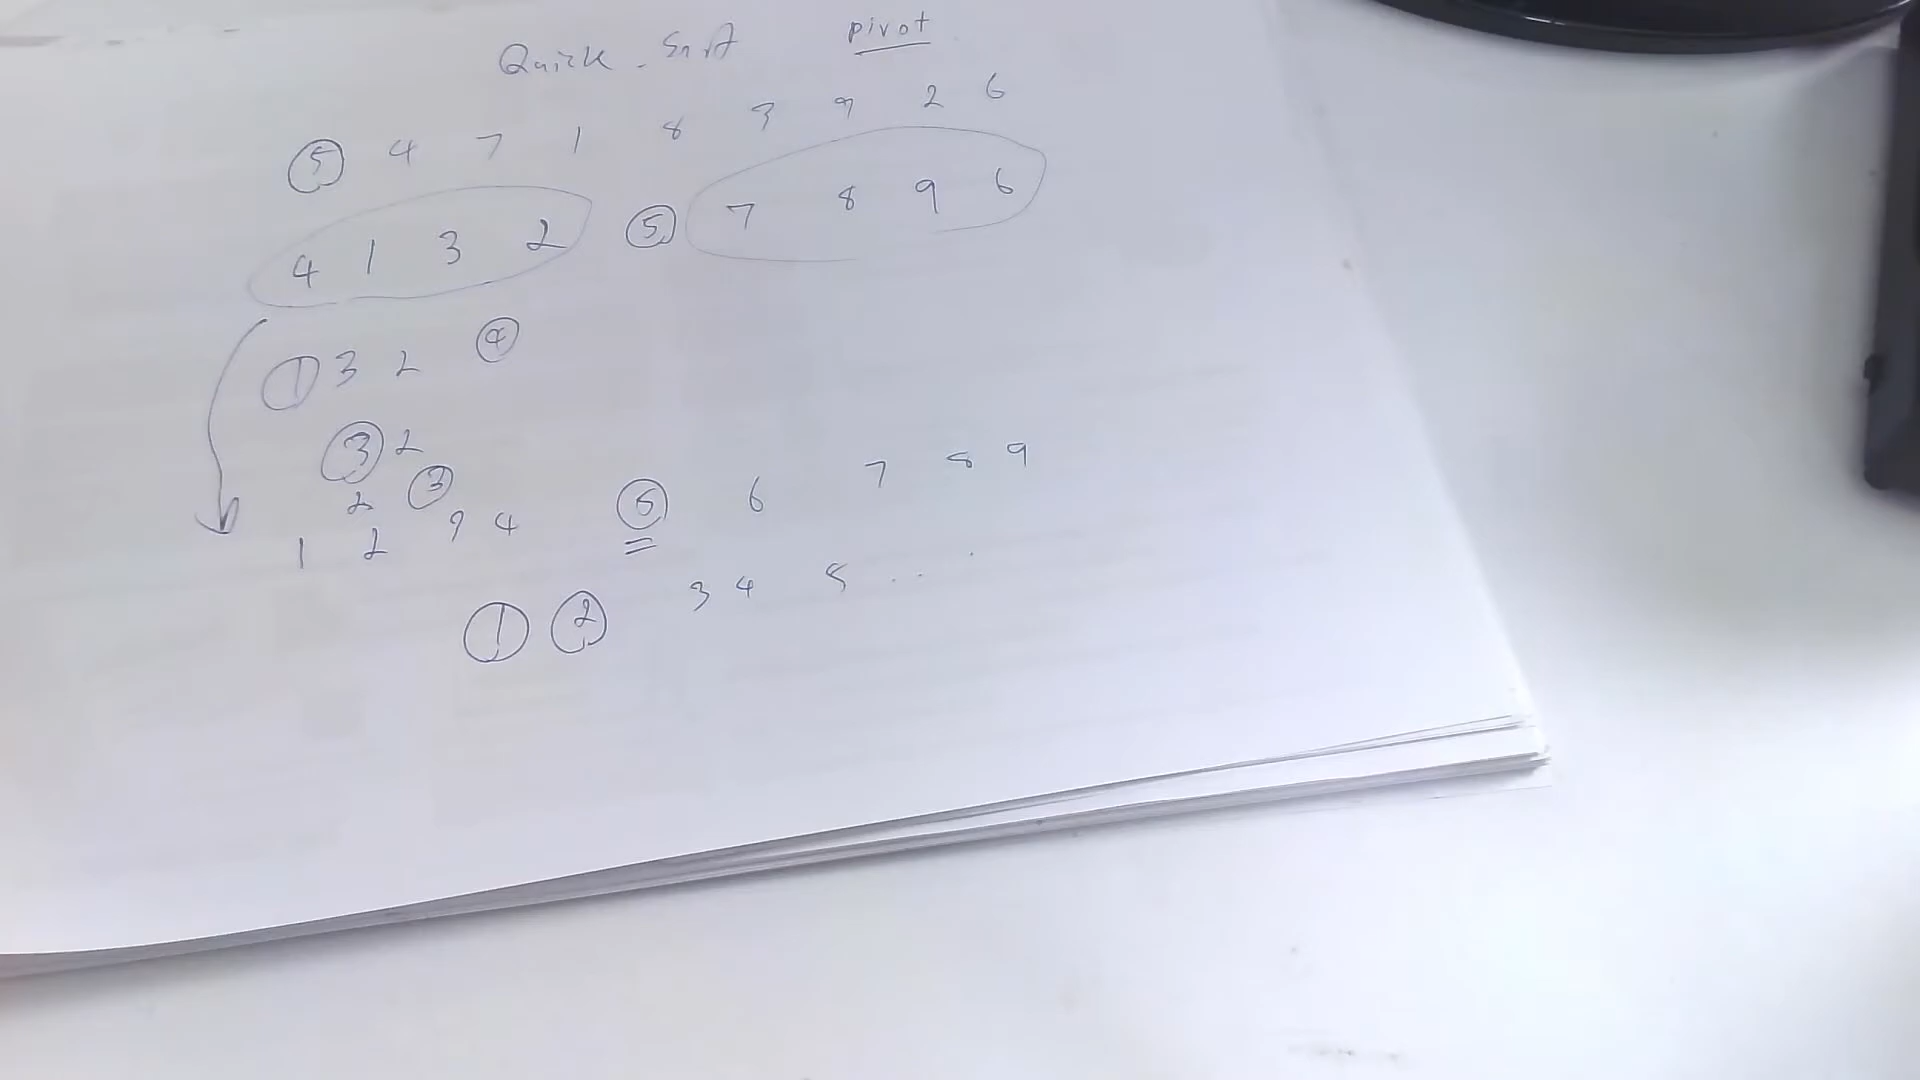 Quick - Sort pivot
5 4 7 1 8 3 9 2 6
4 1 3 2 5 7 8 9 6
1 3 2 4
3 2
2 3
1 2 9 4 5 6 7 8 9
1 2 3 4 5 ...